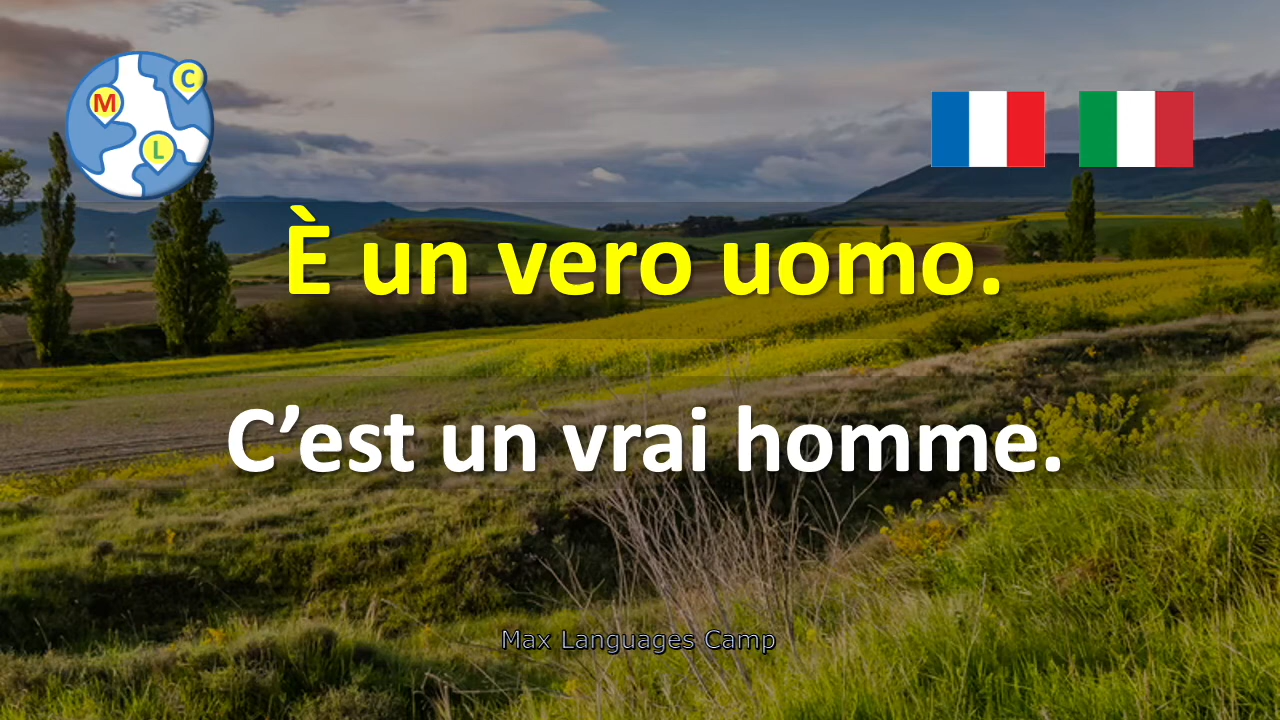 C
M
L
È un vero uomo.
C’est un vrai homme.
Max Languages Camp